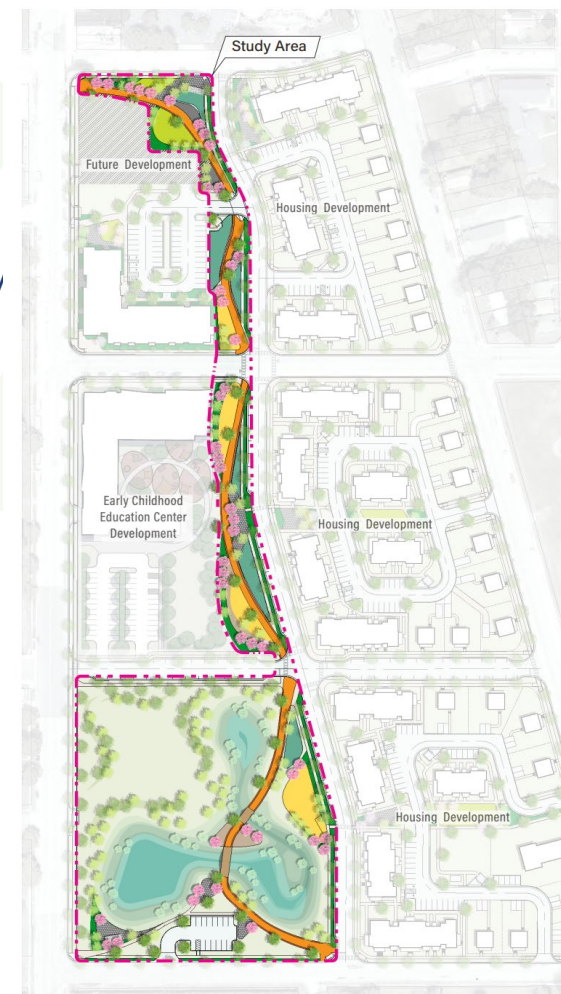 Study Area
Future Development
Housing Development
Early Childhood
Education Center
Development
Housing Development
Housing Development